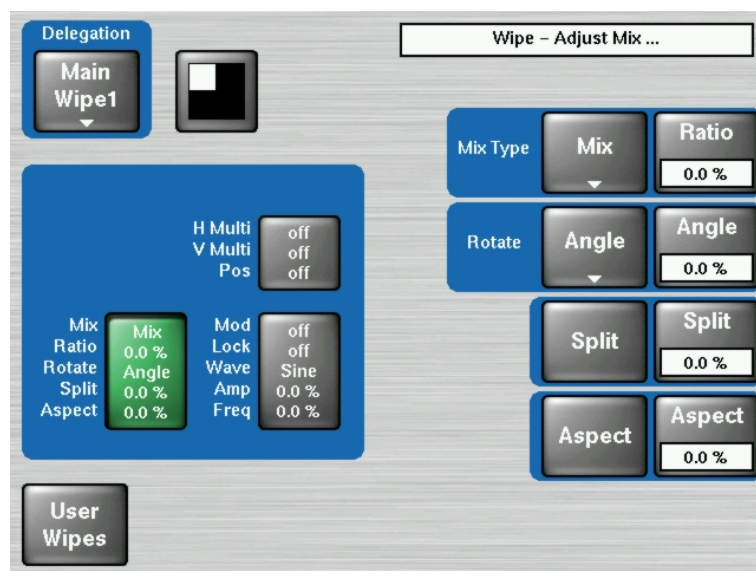 Delegation
Main
Wipe1
Wipe – Adjust Mix ...
Mix Type
Mix
Ratio
0.0 %
Rotate
Angle
Angle
0.0 %
Split
Split
0.0 %
Aspect
Aspect
0.0 %
H Multi off
V Multi off
Pos off
Mix Mix
Ratio 0.0 %
Rotate Angle
Split 0.0 %
Aspect 0.0 %
Mod off
Lock off
Wave Sine
Amp 0.0 %
Freq 0.0 %
User
Wipes